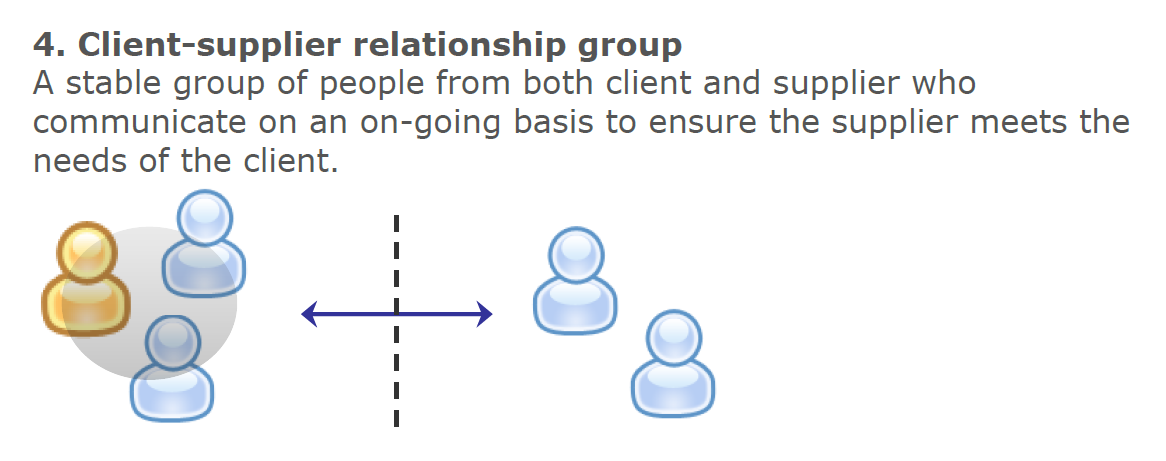 4. Client-supplier relationship group
A stable group of people from both client and supplier who
communicate on an on-going basis to ensure the supplier meets the
needs of the client.